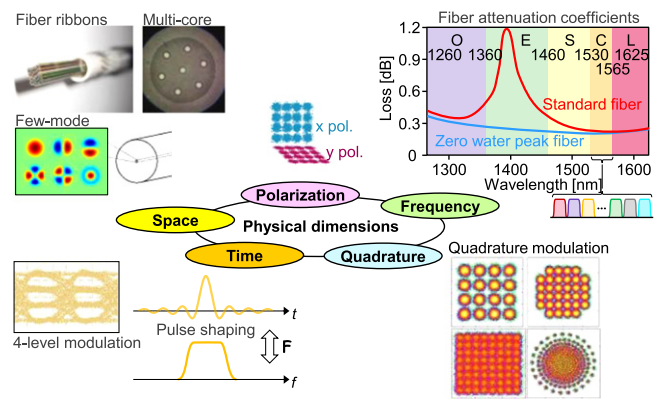 Fiber ribbons
Multi-core
Few-mode
x pol.
y pol.
Fiber attenuation coefficients
Loss [dB]
1.2
0.9
0.6
0.3
0
O E S C L
1260 1360 1460 1530 1625
1565
Standard fiber
Zero water peak fiber
1300 1400 1500 1600
Wavelength [nm]
Polarization
Frequency
Space
Physical dimensions
Time
Quadrature
4-level modulation
t
Pulse shaping
F
f
Quadrature modulation